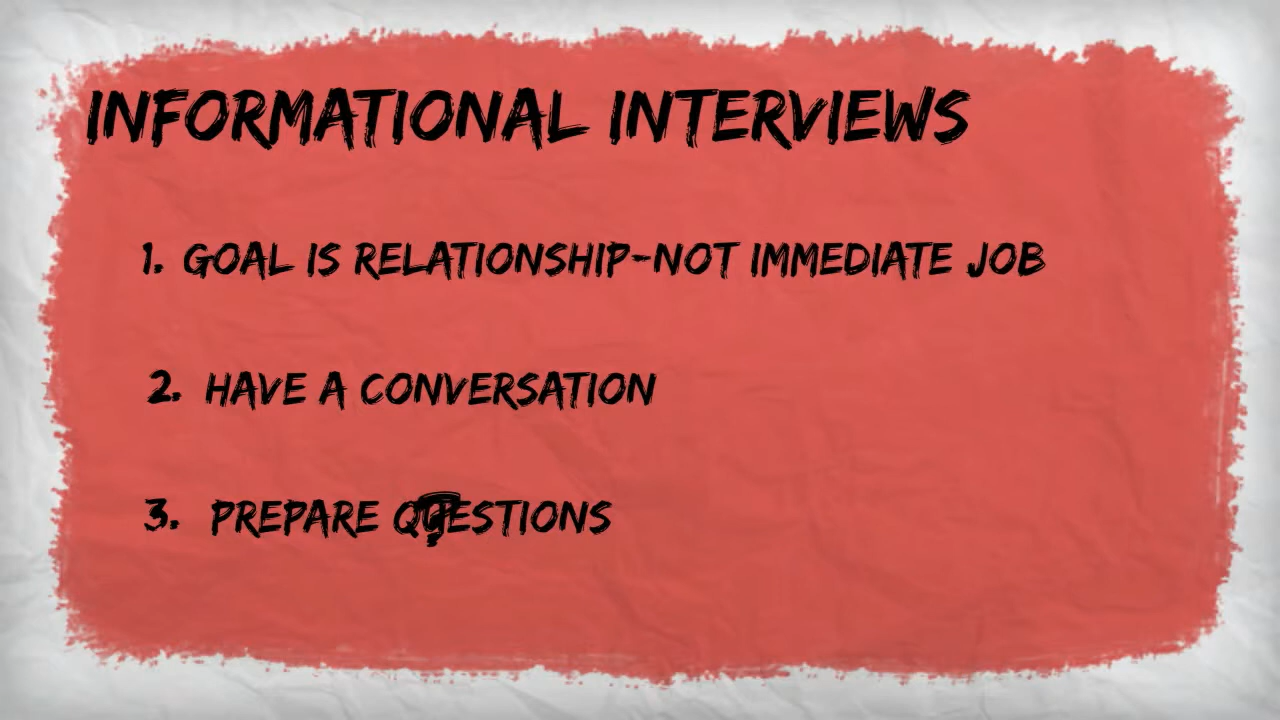 INFORMATIONAL INTERVIEWS
1. GOAL IS RELATIONSHIP-NOT IMMEDIATE JOB
2. HAVE A CONVERSATION
3. PREPARE QUESTIONS